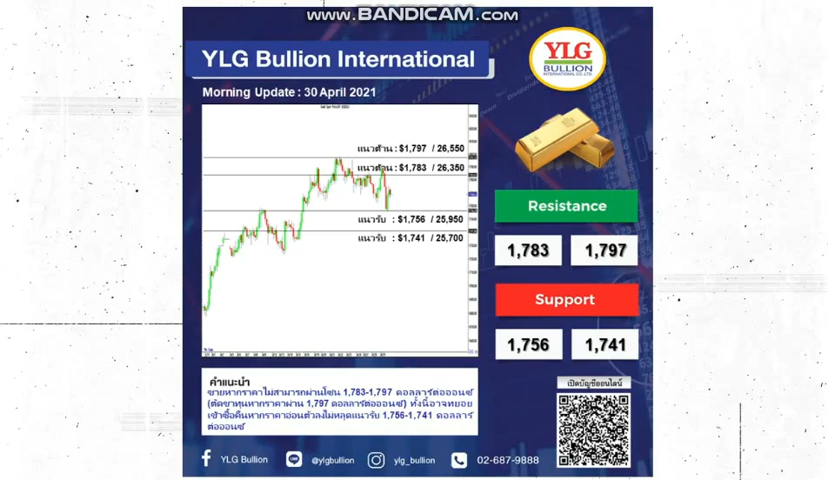 www.BANDICAM.com
YLG Bullion International
YLG
BULLION
INTERNATIONAL CO.,LTD.
Morning Update : 30 April 2021
แนวต้าน : $1,797 / 26,550
แนวต้าน : $1,783 / 26,350
แนวรับ : $1,756 / 25,950
แนวรับ : $1,741 / 25,700
Resistance
1,783 1,797
Support
1,756 1,741
คำแนะนำ
ขายหากราคาไม่สามารถผ่านโซน 1,783-1,797 ดอลลาร์ต่อออนซ์
(ตัดขาดทุนหากราคาผ่าน 1,797 ดอลลาร์ต่อออนซ์) ทั้งนี้อาจทยอย
เข้าซื้อคืนหากราคาอ่อนตัวลงไม่หลุดแนวรับ 1,756-1,741 ดอลลาร์
ต่อออนซ์
เปิดบัญชีออนไลน์
YLG Bullion @ylgbullion ylg_bullion 02-687-9888